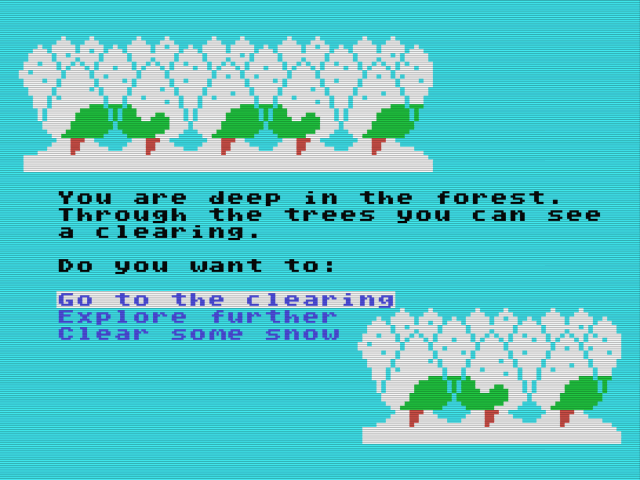 You are deep in the forest.
Through the trees you can see
a clearing.
Do you want to:
Go to the clearing
Explore further
Clear some snow